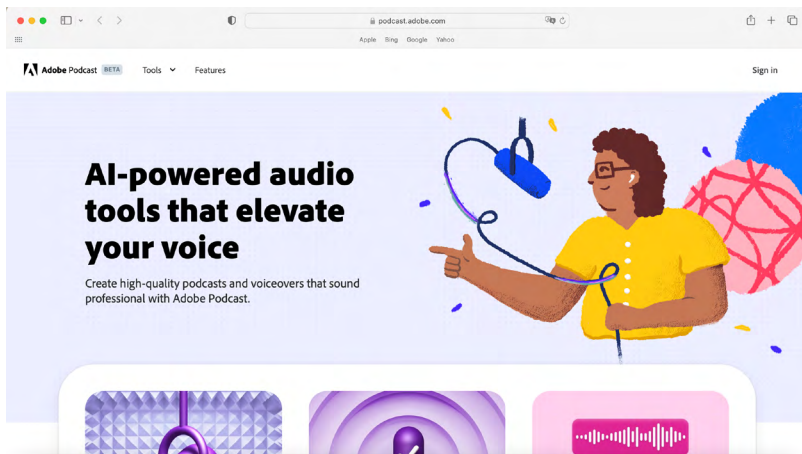 podcast.adobe.com
Apple Bing Google Yahoo
Adobe Podcast BETA Tools Features Sign in
AI-powered audio
tools that elevate
your voice
Create high-quality podcasts and voiceovers that sound
professional with Adobe Podcast.